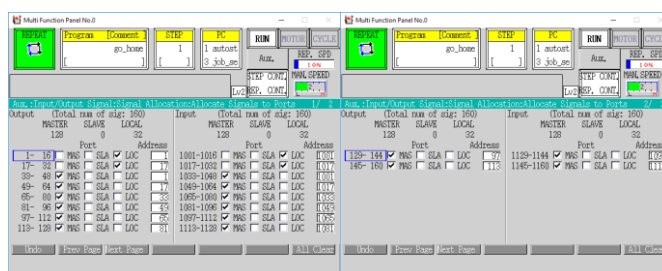 Multi Function Panel No.0
REPEAT
Program [Comment ]
go_home
[ ]
STEP
1
[ ]
PC
1 autost
3 job_se
RUN
MOTOR
CYCLE
Aux.
REP. SPD
10%
STEP CONT.
MAN.SPEED
Lv2
REP. CONT.
Aux.:Input/Output Signal:Signal Allocation:Allocate Signals to Ports 1/ 2
Output (Total num of sig: 160) Input (Total num of sig: 160)
MASTER SLAVE LOCAL MASTER SLAVE LOCAL
128 0 32 128 0 32
Port Address Port Address
1- 16 MAS SLA LOC 1 1001-1016 MAS SLA LOC
17- 32 MAS SLA LOC 17 1017-1032 MAS SLA LOC
33- 48 MAS SLA LOC 1 1033-1048 MAS SLA LOC
49- 64 MAS SLA LOC 17 1049-1064 MAS SLA LOC
65- 80 MAS SLA LOC 33 1065-1080 MAS SLA LOC
81- 96 MAS SLA LOC 49 1081-1096 MAS SLA LOC
97- 112 MAS SLA LOC 65 1097-1112 MAS SLA LOC
113- 128 MAS SLA LOC 81 1113-1128 MAS SLA LOC
Undo Prev Page Next Page All Clear
Multi Function Panel No.0
REPEAT
Program [Comment ]
go_home
[ ]
STEP
1
[ ]
PC
1 autost
3 job_se
RUN
MOTOR
CYCLE
Aux.
REP. SPD
10%
STEP CONT.
MAN.SPEED
Lv2
REP. CONT.
Aux.:Input/Output Signal:Signal Allocation:Allocate Signals to Ports 2/
Output (Total num of sig: 160) Input (Total num of sig: 160)
MASTER SLAVE LOCAL MASTER SLAVE LOCAL
128 0 32 128 0 32
Port Address Port Address
129- 144 MAS SLA LOC 97 1129-1144 MAS SLA LOC
145- 160 MAS SLA LOC 113 1145-1160 MAS SLA LOC
Undo Prev Page Next Page All Clear